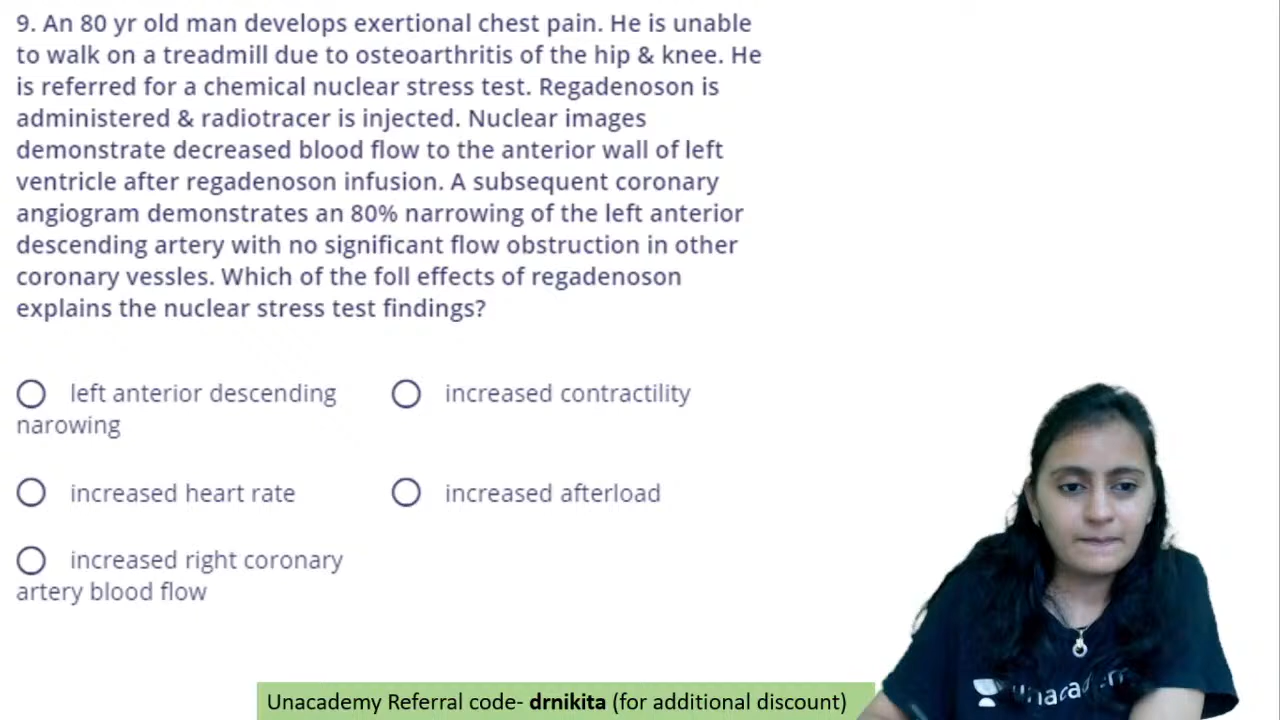 9. An 80 yr old man develops exertional chest pain. He is unable
to walk on a treadmill due to osteoarthritis of the hip & knee. He
is referred for a chemical nuclear stress test. Regadenoson is
administered & radiotracer is injected. Nuclear images
demonstrate decreased blood flow to the anterior wall of left
ventricle after regadenoson infusion. A subsequent coronary
angiogram demonstrates an 80% narrowing of the left anterior
descending artery with no significant flow obstruction in other
coronary vessles. Which of the foll effects of regadenoson
explains the nuclear stress test findings?
left anterior descending
narowing
increased contractility
increased heart rate
increased afterload
increased right coronary
artery blood flow
Unacademy Referral code- drnikita (for additional discount)